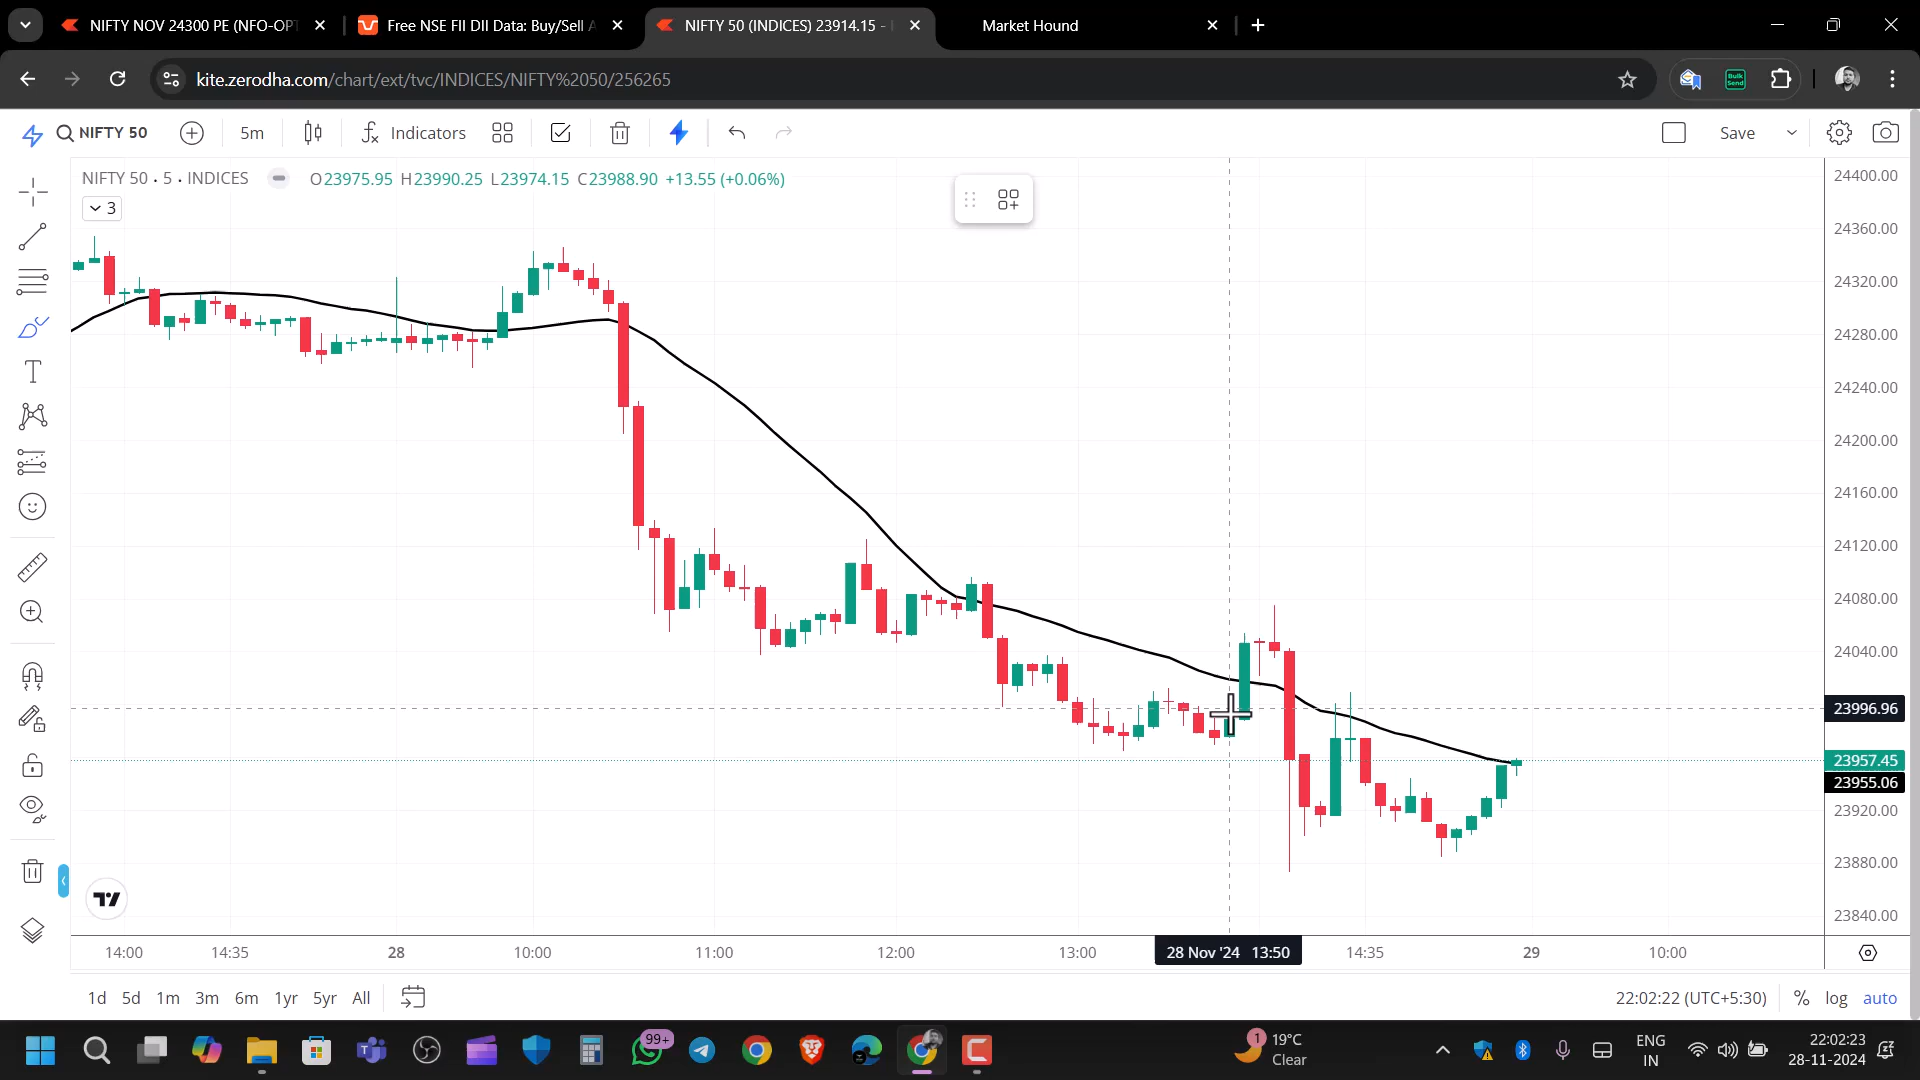 NIFTY NOV 24300 PE (NFO-OPT
Free NSE FII DII Data: Buy/Sell A
NIFTY 50 (INDICES) 23914.15 -
Market Hound
kite.zerodha.com/chart/ext/tvc/INDICES/NIFTY%2050/256265
Bulk Send
NIFTY 50
5m
Indicators
Save
NIFTY 50 · 5 · INDICES
O23975.95 H23990.25 L23974.15 C23988.90 +13.55 (+0.06%)
3
24400.00
24360.00
24320.00
24280.00
24240.00
24200.00
24160.00
24120.00
24080.00
24040.00
23996.96
23957.45
23955.06
23920.00
23880.00
23840.00
14:00
14:35
28
10:00
11:00
12:00
13:00
28 Nov '24 13:50
14:35
29
10:00
1d 5d 1m 3m 6m 1yr 5yr All
22:02:22 (UTC+5:30)
% log auto
99+
1
19°C
Clear
ENG
IN
22:02:23
28-11-2024